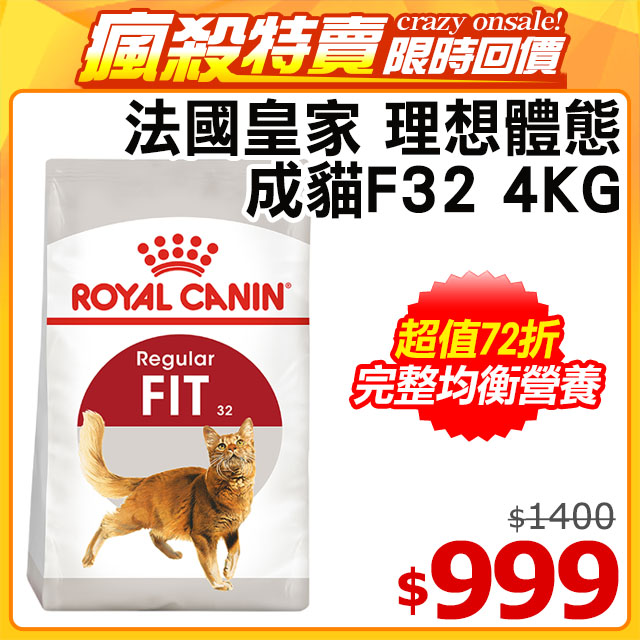 瘋殺特賣
crazy onsale!
限時回價
法國皇家 理想體態
成貓F32 4KG
ROYAL CANIN®
Regular
FIT 32
超值72折
完整均衡營養
$1400
$999